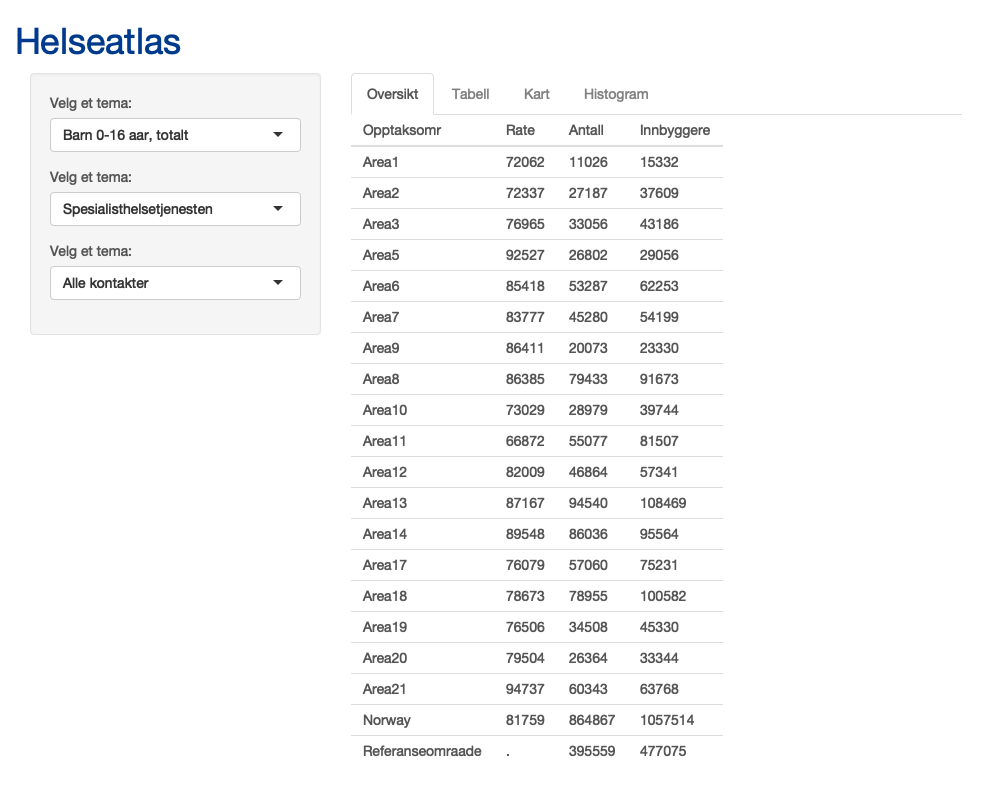 Helseatlas
Velg et tema:
Barn 0-16 aar, totalt
Velg et tema:
Spesialisthelsetjenesten
Velg et tema:
Alle kontakter
Oversikt Tabell Kart Histogram
Opptaksomr Rate Antall Innbyggere
Area1 72062 11026 15332
Area2 72337 27187 37609
Area3 76965 33056 43186
Area5 92527 26802 29056
Area6 85418 53287 62253
Area7 83777 45280 54199
Area9 86411 20073 23330
Area8 86385 79433 91673
Area10 73029 28979 39744
Area11 66872 55077 81507
Area12 82009 46864 57341
Area13 87167 94540 108469
Area14 89548 86036 95564
Area17 76079 57060 75231
Area18 78673 78955 100582
Area19 76506 34508 45330
Area20 79504 26364 33344
Area21 94737 60343 63768
Norway 81759 864867 1057514
Referanseomraade . 395559 477075